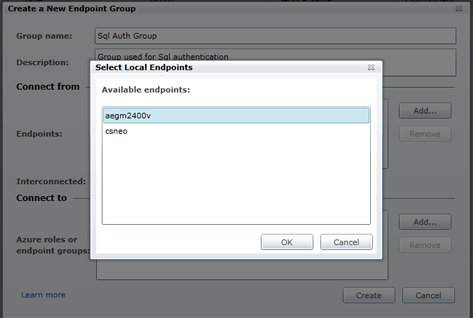 Create a New Endpoint Group
Group name:
Sql Auth Group
Description:
Group used for Sql authentication
Select Local Endpoints
Available endpoints:
aegm2400v
csneo
OK
Cancel
Connect from
Endpoints:
Add...
Remove
Interconnected:
Connect to
Azure roles or
endpoint groups:
Add...
Remove
Learn more
Create
Cancel